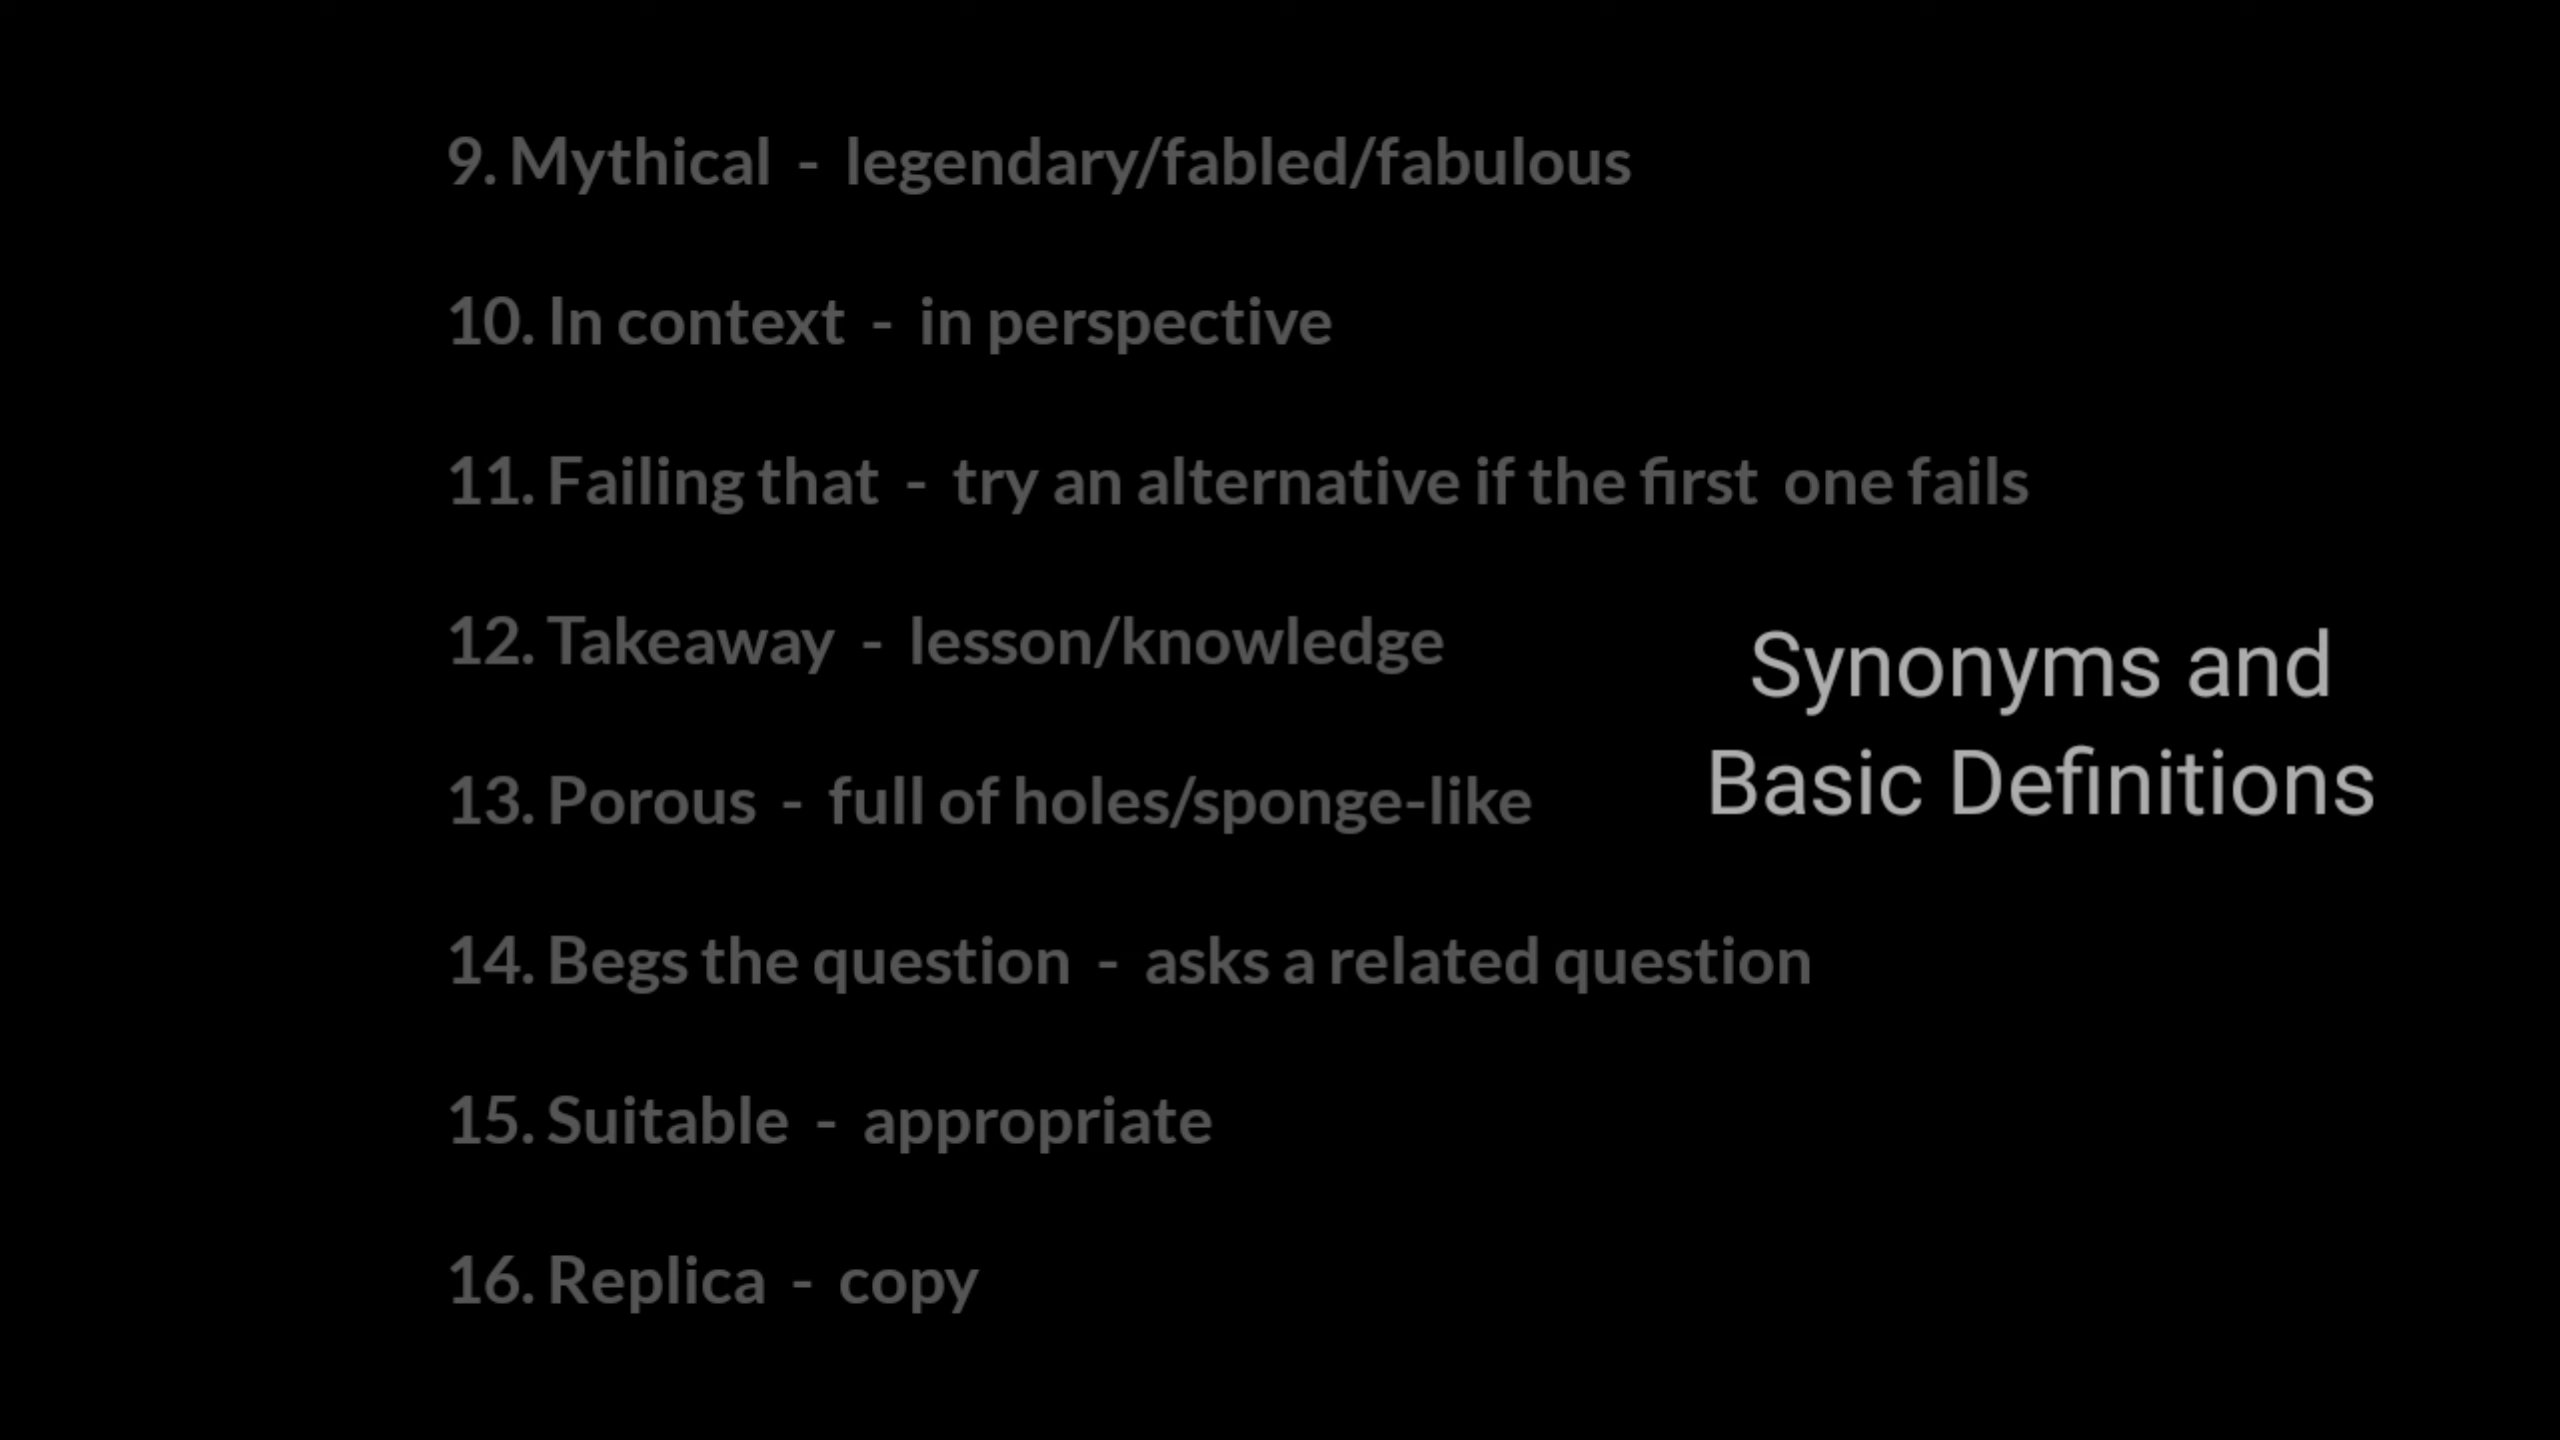 9. Mythical - legendary/fabled/fabulous
10. In context - in perspective
11. Failing that - try an alternative if the first one fails
12. Takeaway - lesson/knowledge
13. Porous - full of holes/sponge-like
14. Begs the question - asks a related question
15. Suitable - appropriate
16. Replica - copy
Synonyms and
Basic Definitions